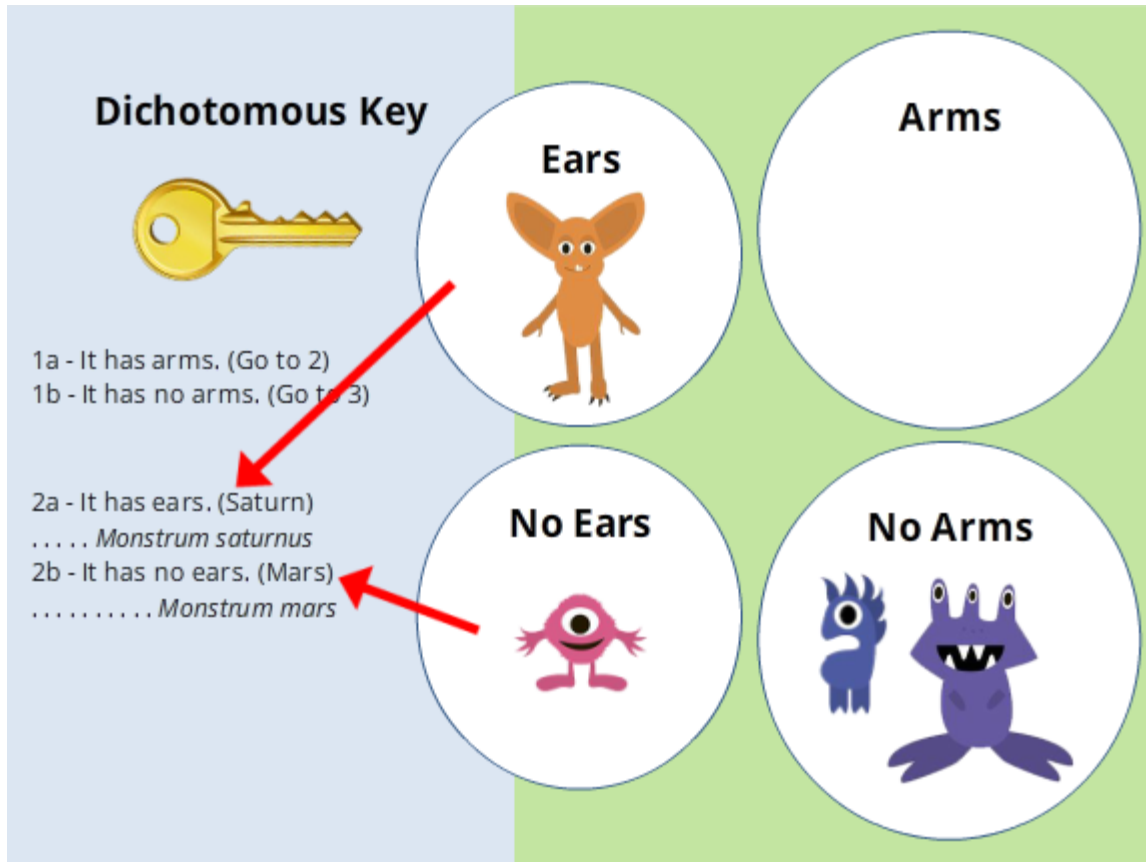 Dichotomous Key
1a - It has arms. (Go to 2)
1b - It has no arms. (Go to 3)
2a - It has ears. (Saturn)
. . . . . Monstrum saturnus
2b - It has no ears. (Mars)
. . . . . . . . . . Monstrum mars
Ears
Arms
No Ears
No Arms